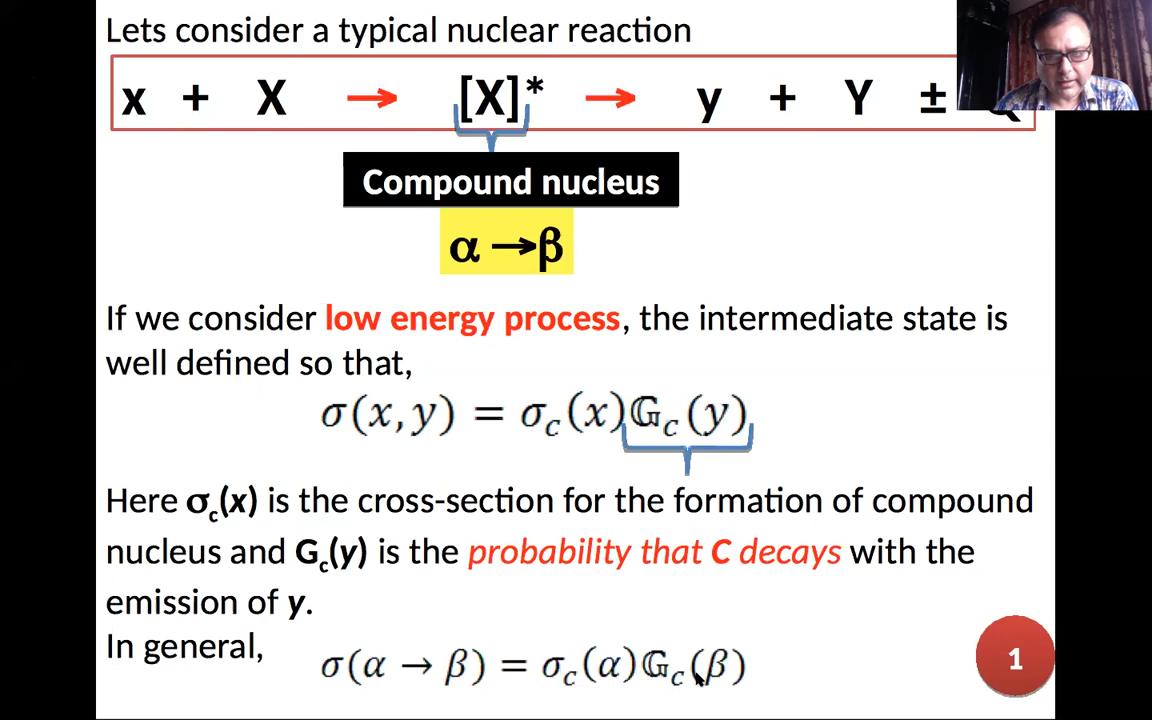 Lets consider a typical nuclear reaction
x + X → [X]* → y + Y ±
Compound nucleus
α →β
If we consider low energy process, the intermediate state is
well defined so that,
σ(x, y) = σc(x)𝔾c(y)
Here σc(x) is the cross-section for the formation of compound
nucleus and Gc(y) is the probability that C decays with the
emission of y.
In general,
σ(α → β) = σc(α)𝔾c(β)
1